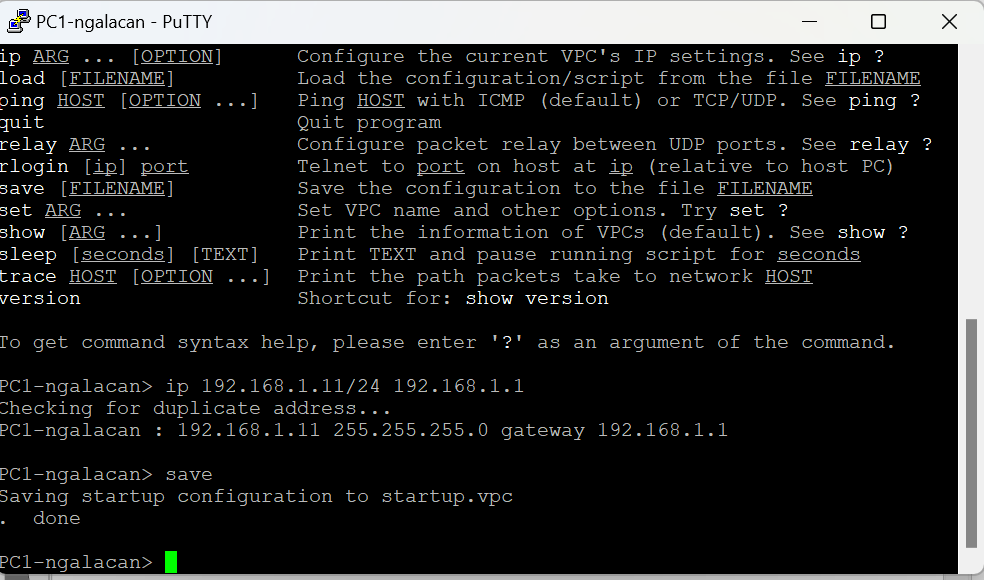 PC1-ngalacan - PuTTY
ip ARG ... [OPTION] Configure the current VPC's IP settings. See ip ?
load [FILENAME] Load the configuration/script from the file FILENAME
ping HOST [OPTION ...] Ping HOST with ICMP (default) or TCP/UDP. See ping ?
quit Quit program
relay ARG ... Configure packet relay between UDP ports. See relay ?
rlogin [ip] port Telnet to port on host at ip (relative to host PC)
save [FILENAME] Save the configuration to the file FILENAME
set ARG ... Set VPC name and other options. Try set ?
show [ARG ...] Print the information of VPCs (default). See show ?
sleep [seconds] [TEXT] Print TEXT and pause running script for seconds
trace HOST [OPTION ...] Print the path packets take to network HOST
version Shortcut for: show version
To get command syntax help, please enter '?' as an argument of the command.
PC1-ngalacan> ip 192.168.1.11/24 192.168.1.1
Checking for duplicate address...
PC1-ngalacan : 192.168.1.11 255.255.255.0 gateway 192.168.1.1
PC1-ngalacan> save
Saving startup configuration to startup.vpc
. done
PC1-ngalacan>